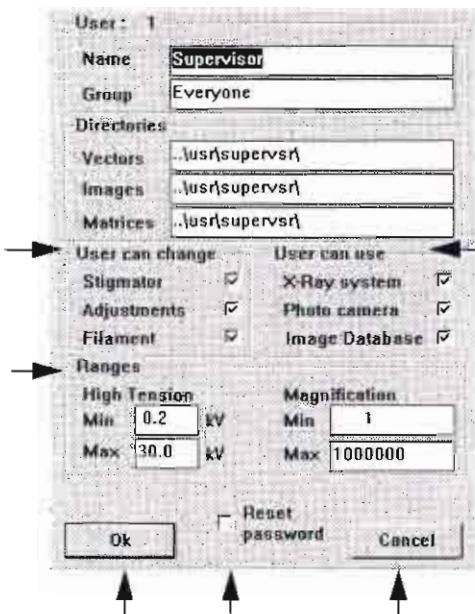 User: 1
Name Supervisor
Group Everyone
Directories
Vectors ..\usr\supervsr\
Images ..\usr\supervsr\
Matrices ..\usr\supervsr\
User can change
Stigmator
Adjustments
Filament
User can use
X-Ray system
Photo camera
Image Database
Ranges
High Tension
Min 0.2 kV
Max 30.0 kV
Magnification
Min 1
Max 1000000
Ok
Reset
password
Cancel